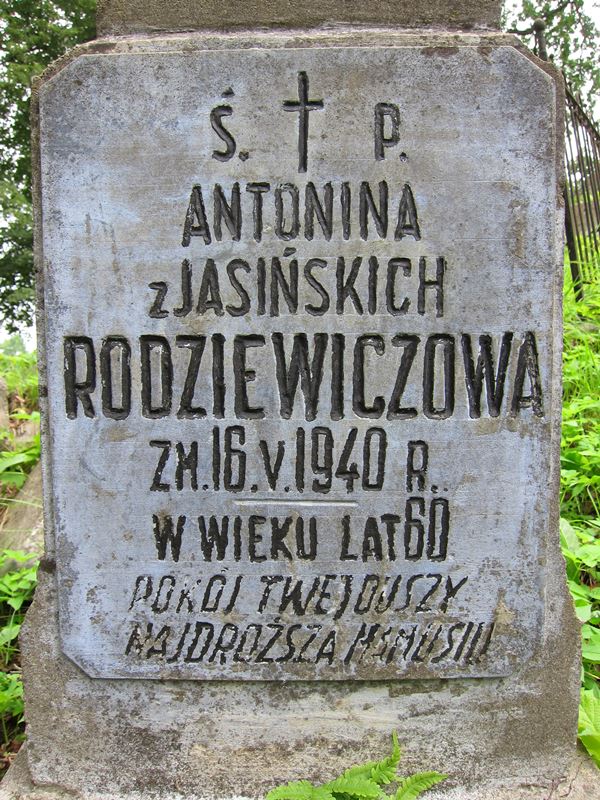 Ś. † P.
ANTONINA
z JASIŃSKICH
RODZIEWICZOWA
ZM. 16.V.1940 R.
W WIEKU LAT 60
POKÓJ TWEJ DUSZY
NAJDROŻSZA MAMUSIU